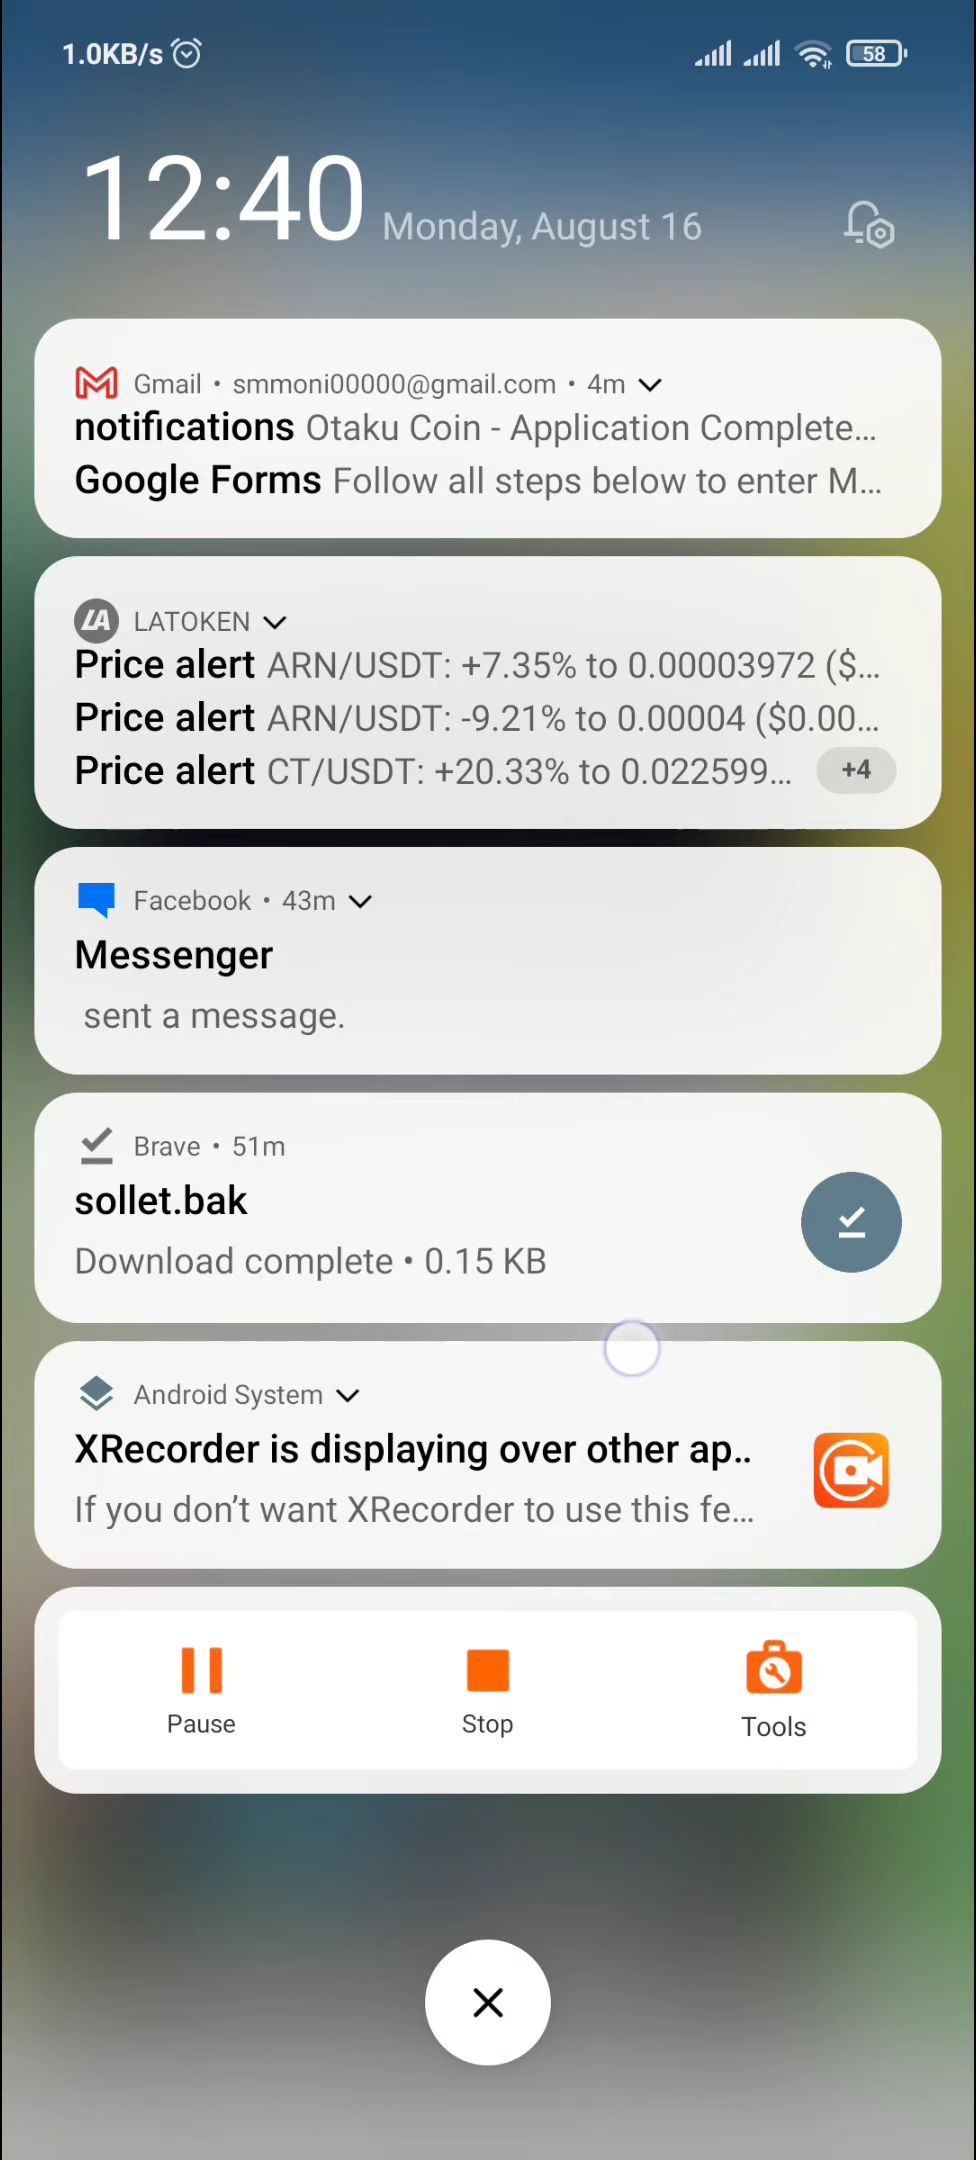 1.0KB/s 58
12:40 Monday, August 16
Gmail • smmoni00000@gmail.com • 4m
notifications Otaku Coin - Application Complete...
Google Forms Follow all steps below to enter M...
LA LATOKEN
Price alert ARN/USDT: +7.35% to 0.00003972 ($...
Price alert ARN/USDT: -9.21% to 0.00004 ($0.00...
Price alert CT/USDT: +20.33% to 0.022599... +4
Facebook • 43m
Messenger
sent a message.
Brave • 51m
sollet.bak
Download complete • 0.15 KB
Android System
XRecorder is displaying over other ap..
If you don’t want XRecorder to use this fe...
Pause Stop Tools